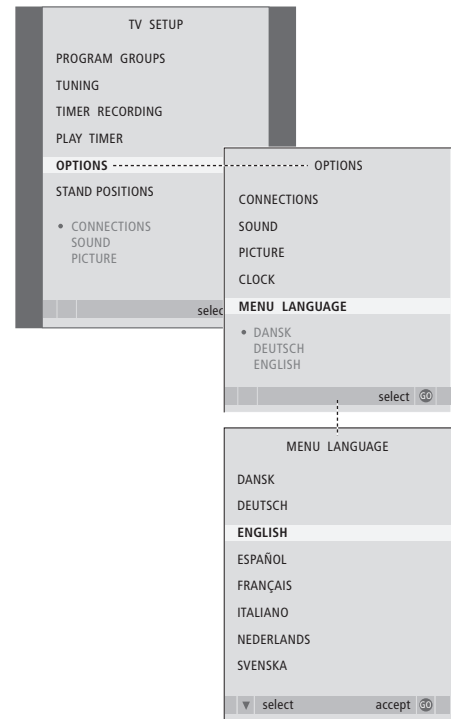 TV SETUP
PROGRAM GROUPS
TUNING
TIMER RECORDING
PLAY TIMER
OPTIONS
STAND POSITIONS
• CONNECTIONS
SOUND
PICTURE
selec
OPTIONS
CONNECTIONS
SOUND
PICTURE
CLOCK
MENU LANGUAGE
• DANSK
DEUTSCH
ENGLISH
select GO
MENU LANGUAGE
DANSK
DEUTSCH
ENGLISH
ESPAÑOL
FRANÇAIS
ITALIANO
NEDERLANDS
SVENSKA
▼ select accept GO